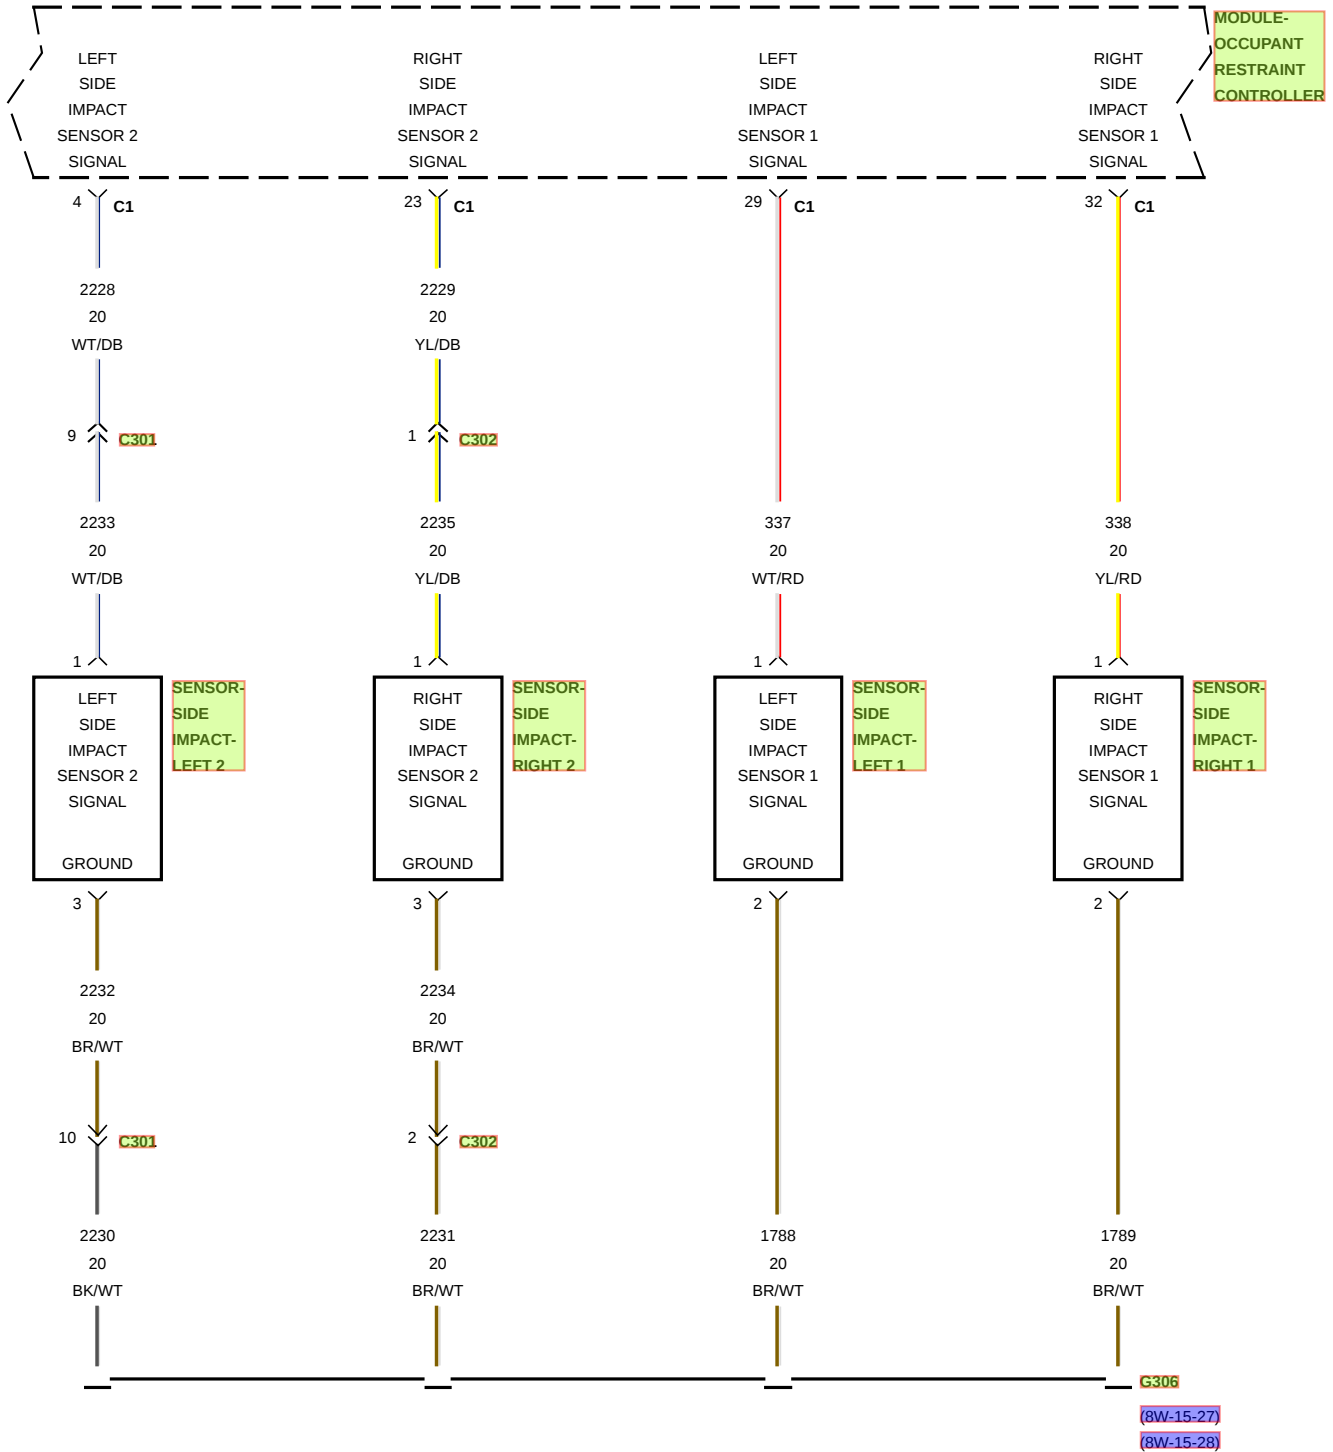 MODULE-
OCCUPANT
RESTRAINT
CONTROLLER
LEFT
SIDE
IMPACT
SENSOR 2
SIGNAL
RIGHT
SIDE
IMPACT
SENSOR 2
SIGNAL
LEFT
SIDE
IMPACT
SENSOR 1
SIGNAL
RIGHT
SIDE
IMPACT
SENSOR 1
SIGNAL
4 C1
23 C1
29 C1
32 C1
2228
20
WT/DB
2229
20
YL/DB
9 C301
1 C302
2233
20
WT/DB
2235
20
YL/DB
337
20
WT/RD
338
20
YL/RD
1
1
1
1
LEFT
SIDE
IMPACT
SENSOR 2
SIGNAL
GROUND
SENSOR-
SIDE
IMPACT-
LEFT 2
RIGHT
SIDE
IMPACT
SENSOR 2
SIGNAL
GROUND
SENSOR-
SIDE
IMPACT-
RIGHT 2
LEFT
SIDE
IMPACT
SENSOR 1
SIGNAL
GROUND
SENSOR-
SIDE
IMPACT-
LEFT 1
RIGHT
SIDE
IMPACT
SENSOR 1
SIGNAL
GROUND
SENSOR-
SIDE
IMPACT-
RIGHT 1
3
3
2
2
2232
20
BR/WT
2234
20
BR/WT
10 C301
2 C302
2230
20
BK/WT
2231
20
BR/WT
1788
20
BR/WT
1789
20
BR/WT
G306
(8W-15-27)
(8W-15-28)